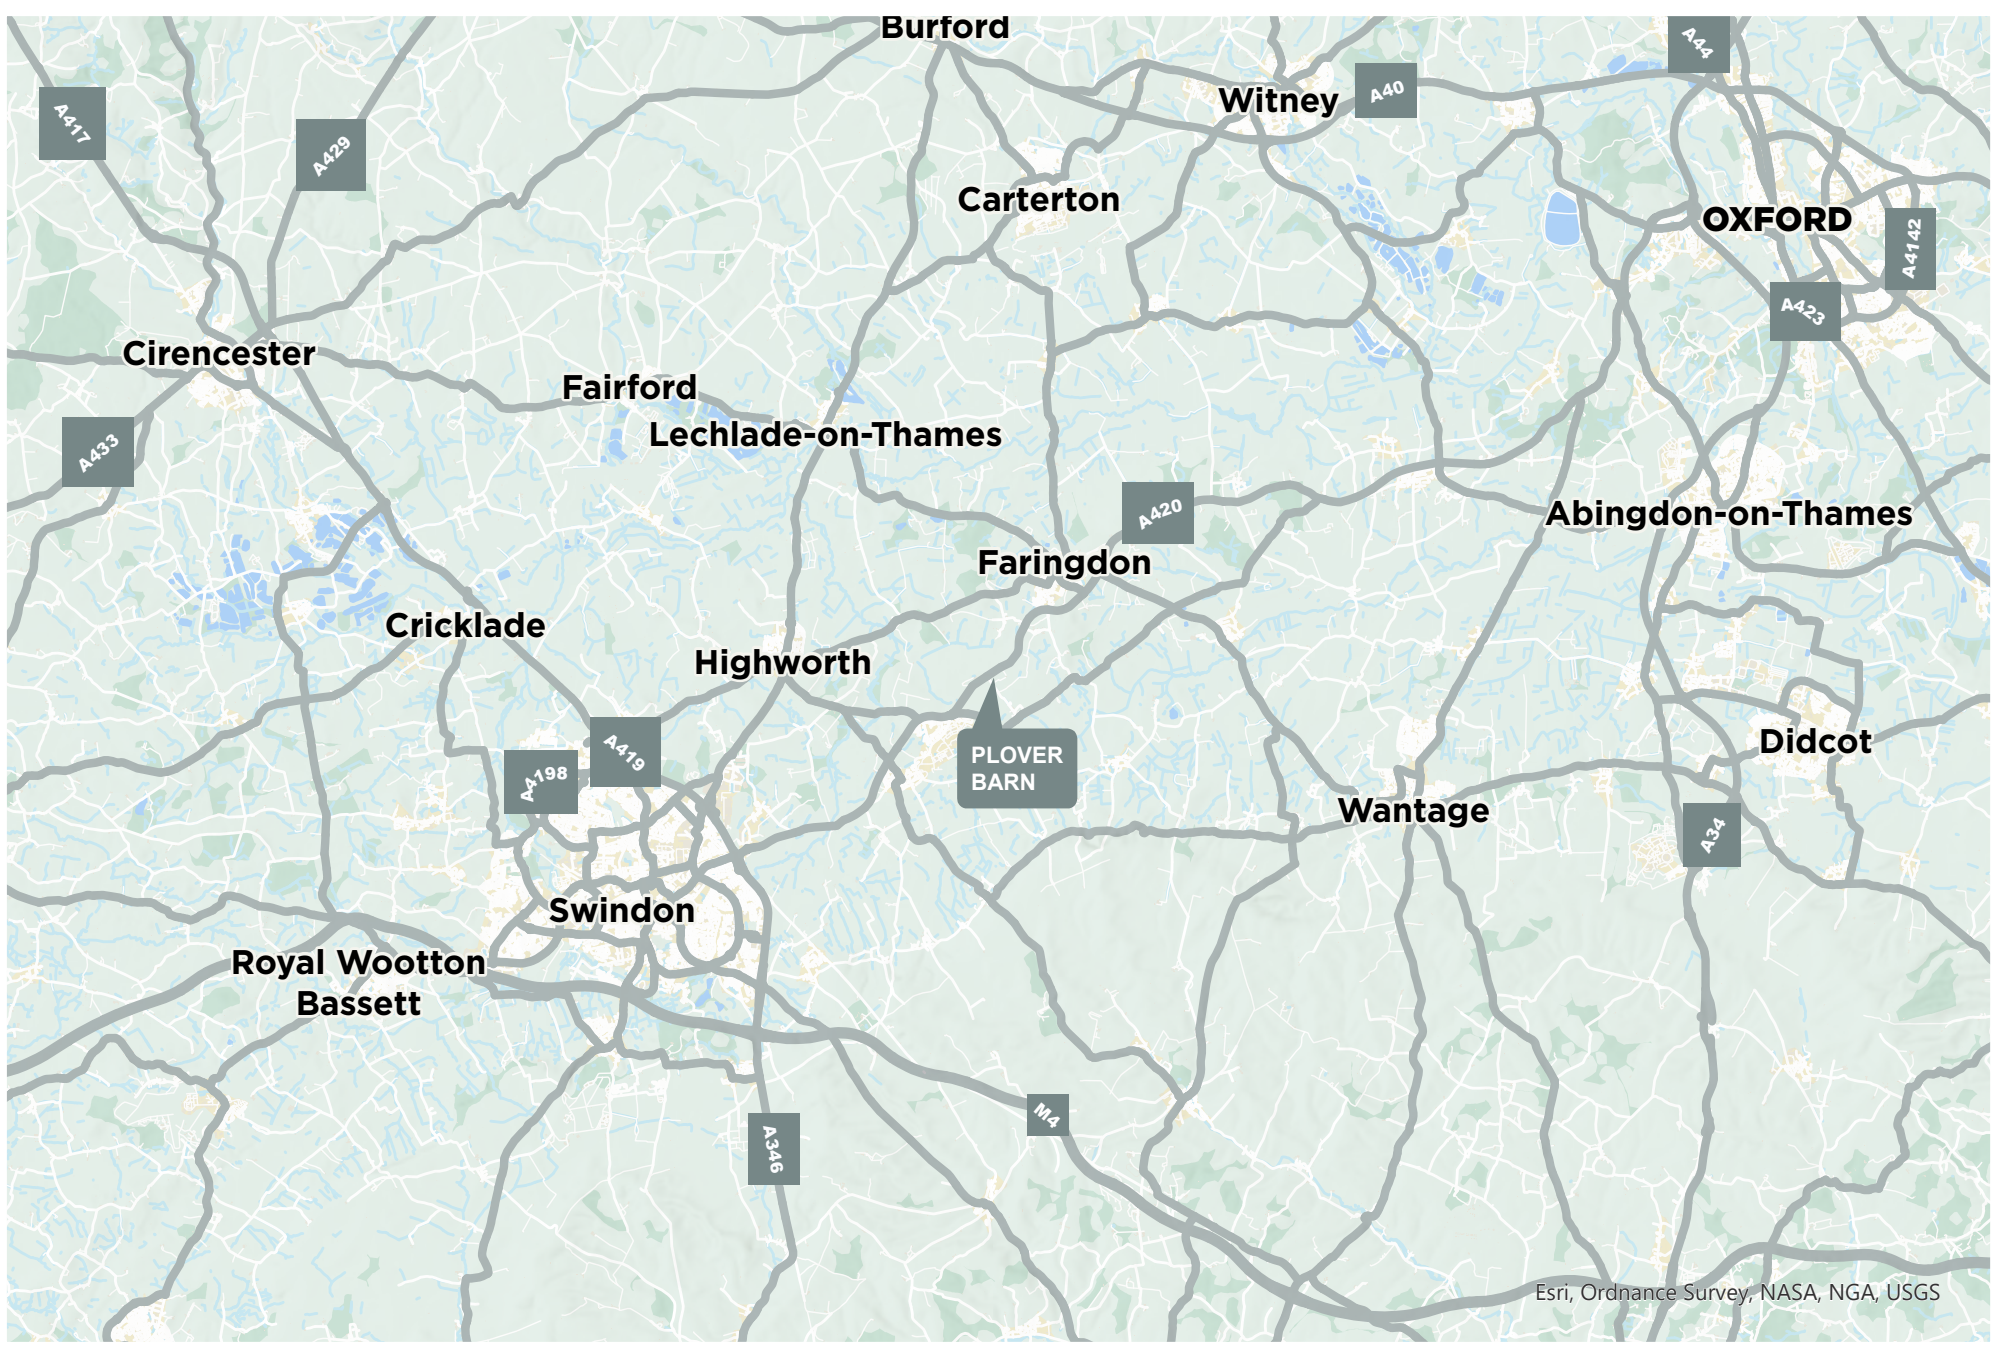 Burford
A44
A417
A40
Witney
A429
Carterton
OXFORD
A4142
A423
Cirencester
Fairford
Lechlade-on-Thames
A433
A420
Abingdon-on-Thames
Faringdon
Cricklade
Highworth
A419
PLOVER
BARN
Didcot
A4198
Wantage
A34
Swindon
Royal Wootton
Bassett
M4
A346
Esri, Ordnance Survey, NASA, NGA, USGS